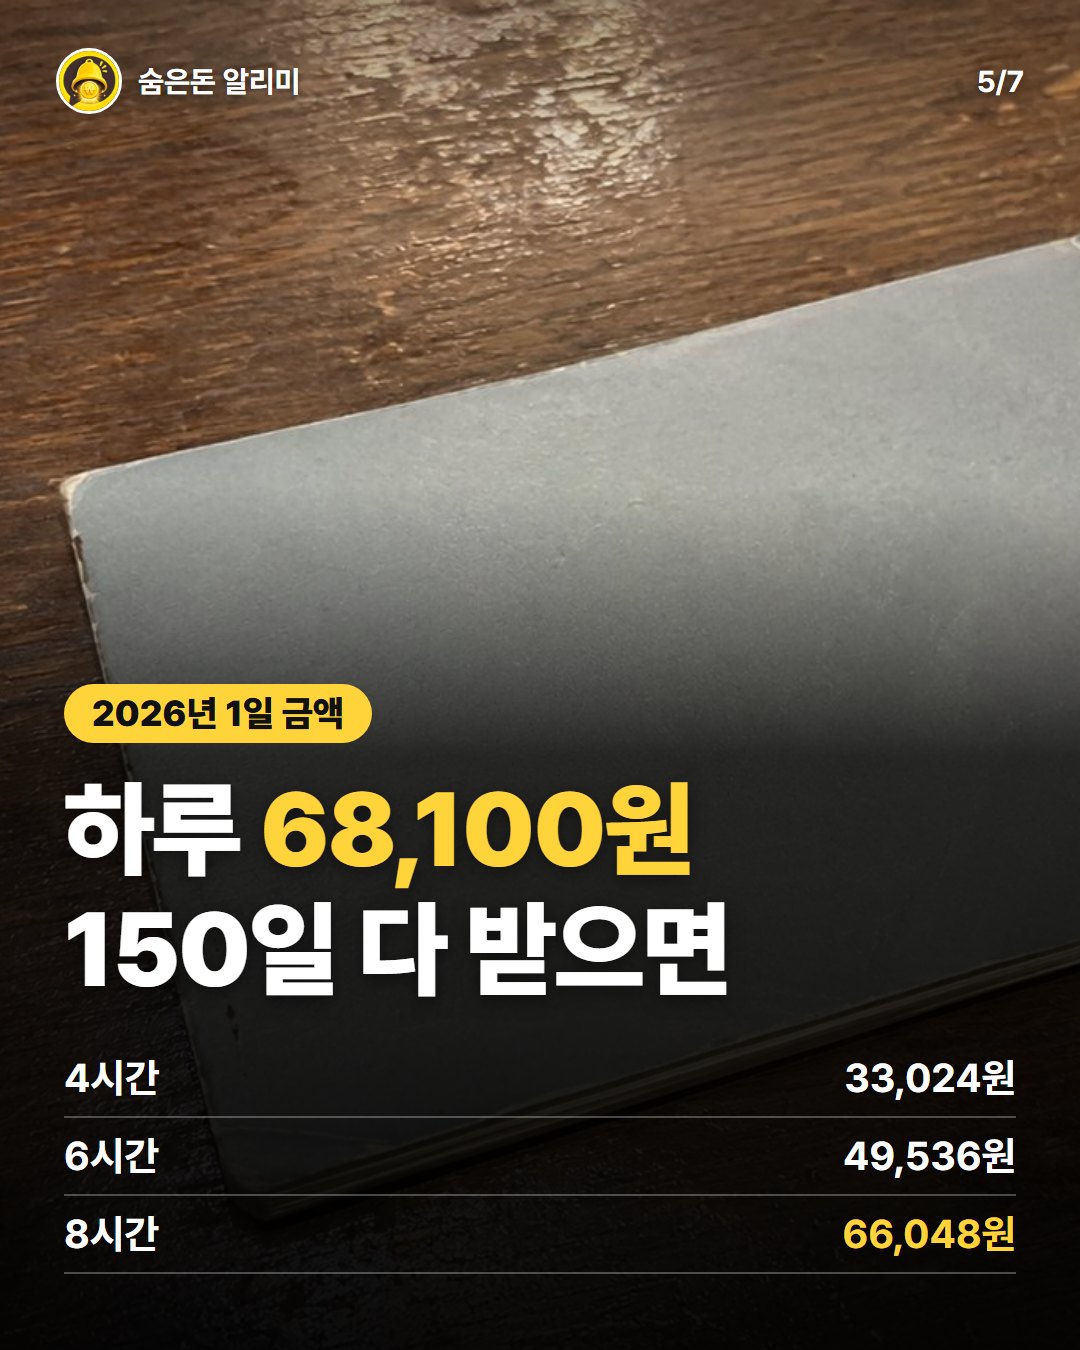 숨은돈 알리미
5/7
2026년 1일 금액
하루 68,100원
150일 다 받으면
4시간 33,024원
6시간 49,536원
8시간 66,048원